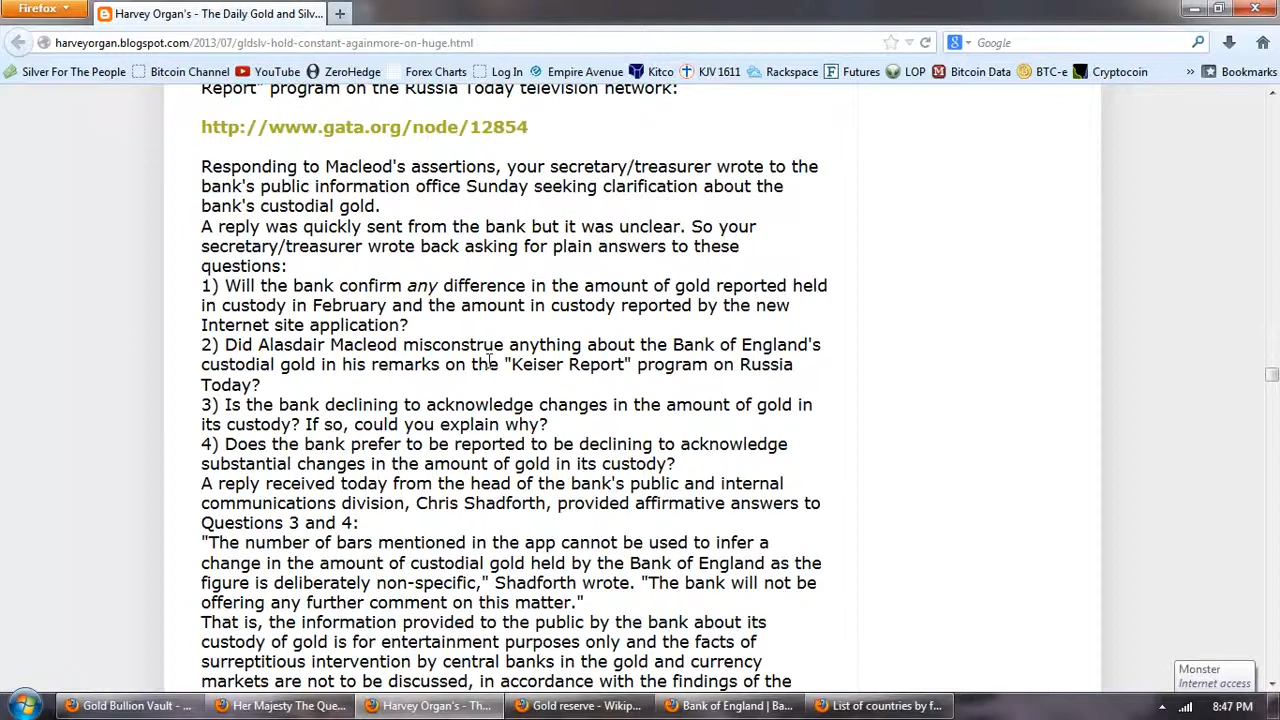 Firefox
Harvey Organ's - The Daily Gold and Silv...
harveyorgan.blogspot.com/2013/07/gldslv-hold-constant-againmore-on-huge.html
Google
Silver For The People
Bitcoin Channel
YouTube
ZeroHedge
Forex Charts
Log In
Empire Avenue
Kitco
KJV 1611
Rackspace
Futures
LOP
Bitcoin Data
BTC-e
Cryptocoin
»
Bookmarks
Report" program on the Russia Today television network:
http://www.gata.org/node/12854
Responding to Macleod's assertions, your secretary/treasurer wrote to the
bank's public information office Sunday seeking clarification about the
bank's custodial gold.
A reply was quickly sent from the bank but it was unclear. So your
secretary/treasurer wrote back asking for plain answers to these
questions:
1) Will the bank confirm any difference in the amount of gold reported held
in custody in February and the amount in custody reported by the new
Internet site application?
2) Did Alasdair Macleod misconstrue anything about the Bank of England's
custodial gold in his remarks on the "Keiser Report" program on Russia
Today?
3) Is the bank declining to acknowledge changes in the amount of gold in
its custody? If so, could you explain why?
4) Does the bank prefer to be reported to be declining to acknowledge
substantial changes in the amount of gold in its custody?
A reply received today from the head of the bank's public and internal
communications division, Chris Shadforth, provided affirmative answers to
Questions 3 and 4:
"The number of bars mentioned in the app cannot be used to infer a
change in the amount of custodial gold held by the Bank of England as the
figure is deliberately non-specific," Shadforth wrote. "The bank will not be
offering any further comment on this matter."
That is, the information provided to the public by the bank about its
custody of gold is for entertainment purposes only and the facts of
surreptitious intervention by central banks in the gold and currency
markets are not to be discussed, in accordance with the findings of the
Monster
Internet access
Gold Bullion Vault - ...
Her Majesty The Que...
Harvey Organ's - Th...
Gold reserve - Wikip...
Bank of England | Ba...
List of countries by f...
8:47 PM